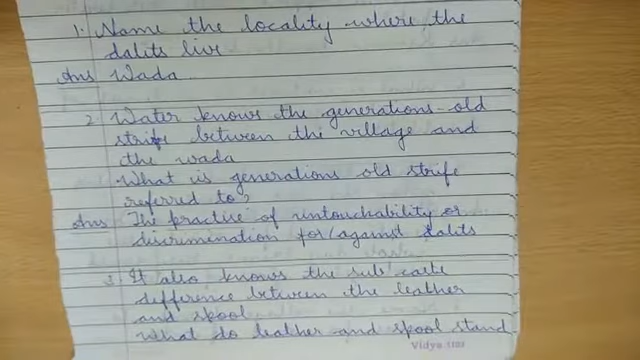 1. Name the locality where the
dalits live
Ans Wada
2. Water knows the generations-old
strife between the village and
the wada
What is generations old strife
referred to?
Ans The practise of untouchability or
discrimination for/against dalits
3. It also knows the sub caste
difference between the leather
and spool
What do leather and spool stand
Vidya